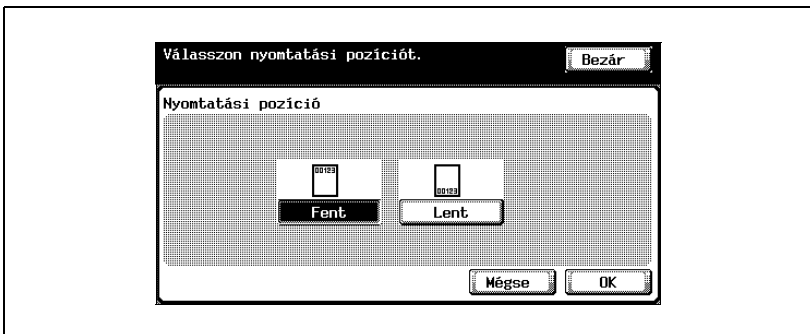 Válasszon nyomtatási pozíciót.
Bezár
Nyomtatási pozíció
00123
00123
Fent
Lent
Mégse
OK